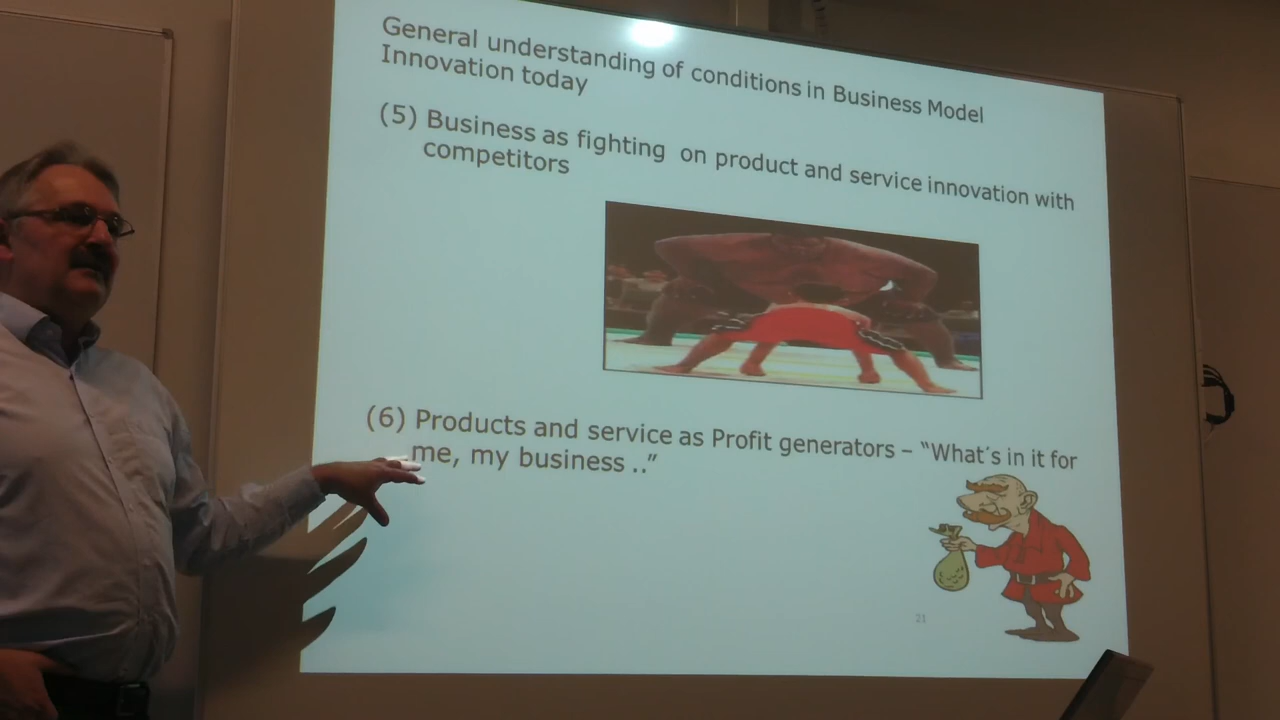 General understanding of conditions in Business Model
Innovation today
(5) Business as fighting on product and service innovation with
competitors
(6) Products and service as Profit generators – “What´s in it for
me, my business ..”
21